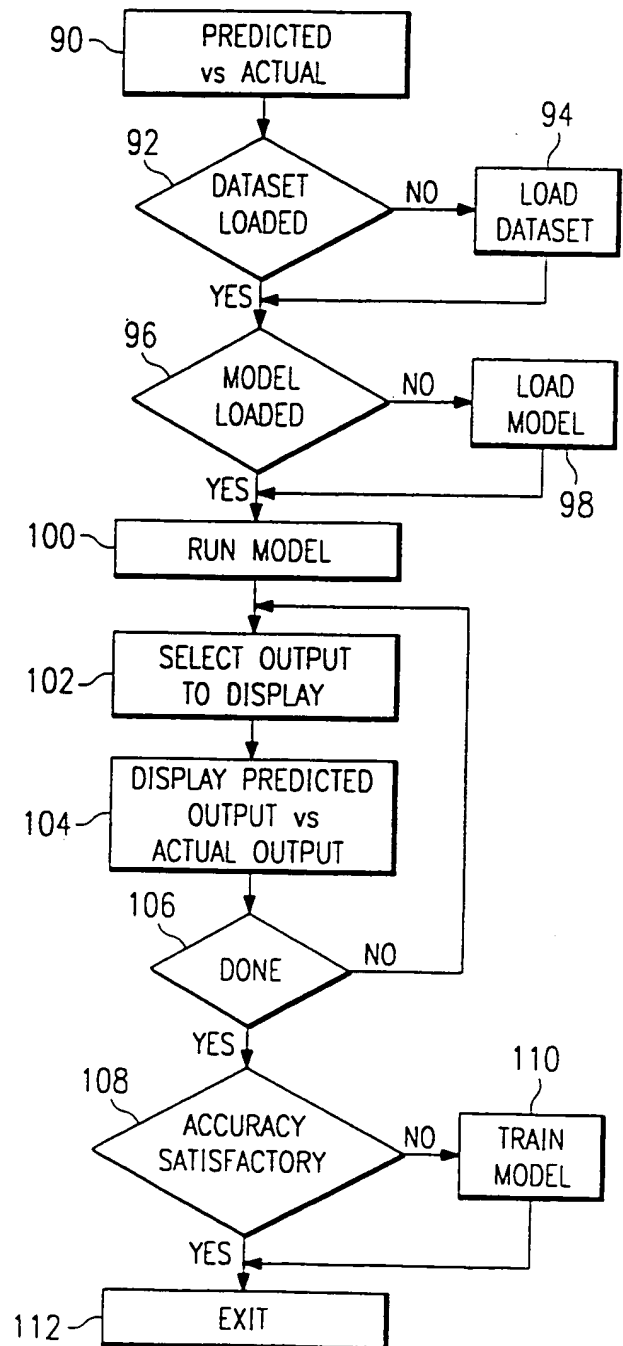 90
PREDICTED
vs ACTUAL
92
DATASET
LOADED
NO
94
LOAD
DATASET
YES
96
MODEL
LOADED
NO
LOAD
MODEL
98
YES
100
RUN MODEL
102
SELECT OUTPUT
TO DISPLAY
104
DISPLAY PREDICTED
OUTPUT vs
ACTUAL OUTPUT
106
DONE
NO
YES
108
ACCURACY
SATISFACTORY
NO
110
TRAIN
MODEL
YES
112
EXIT